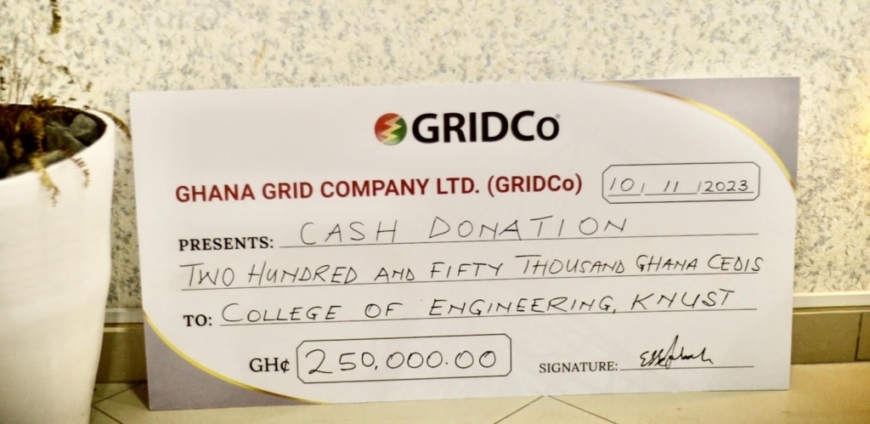 GRIDCo
GHANA GRID COMPANY LTD. (GRIDCo) 10/11/2023
PRESENTS: CASH DONATION
TWO HUNDRED AND FIFTY THOUSAND GHANA CEDIS
TO: COLLEGE OF ENGINEERING, KNUST
GH¢ 250,000.00 SIGNATURE: